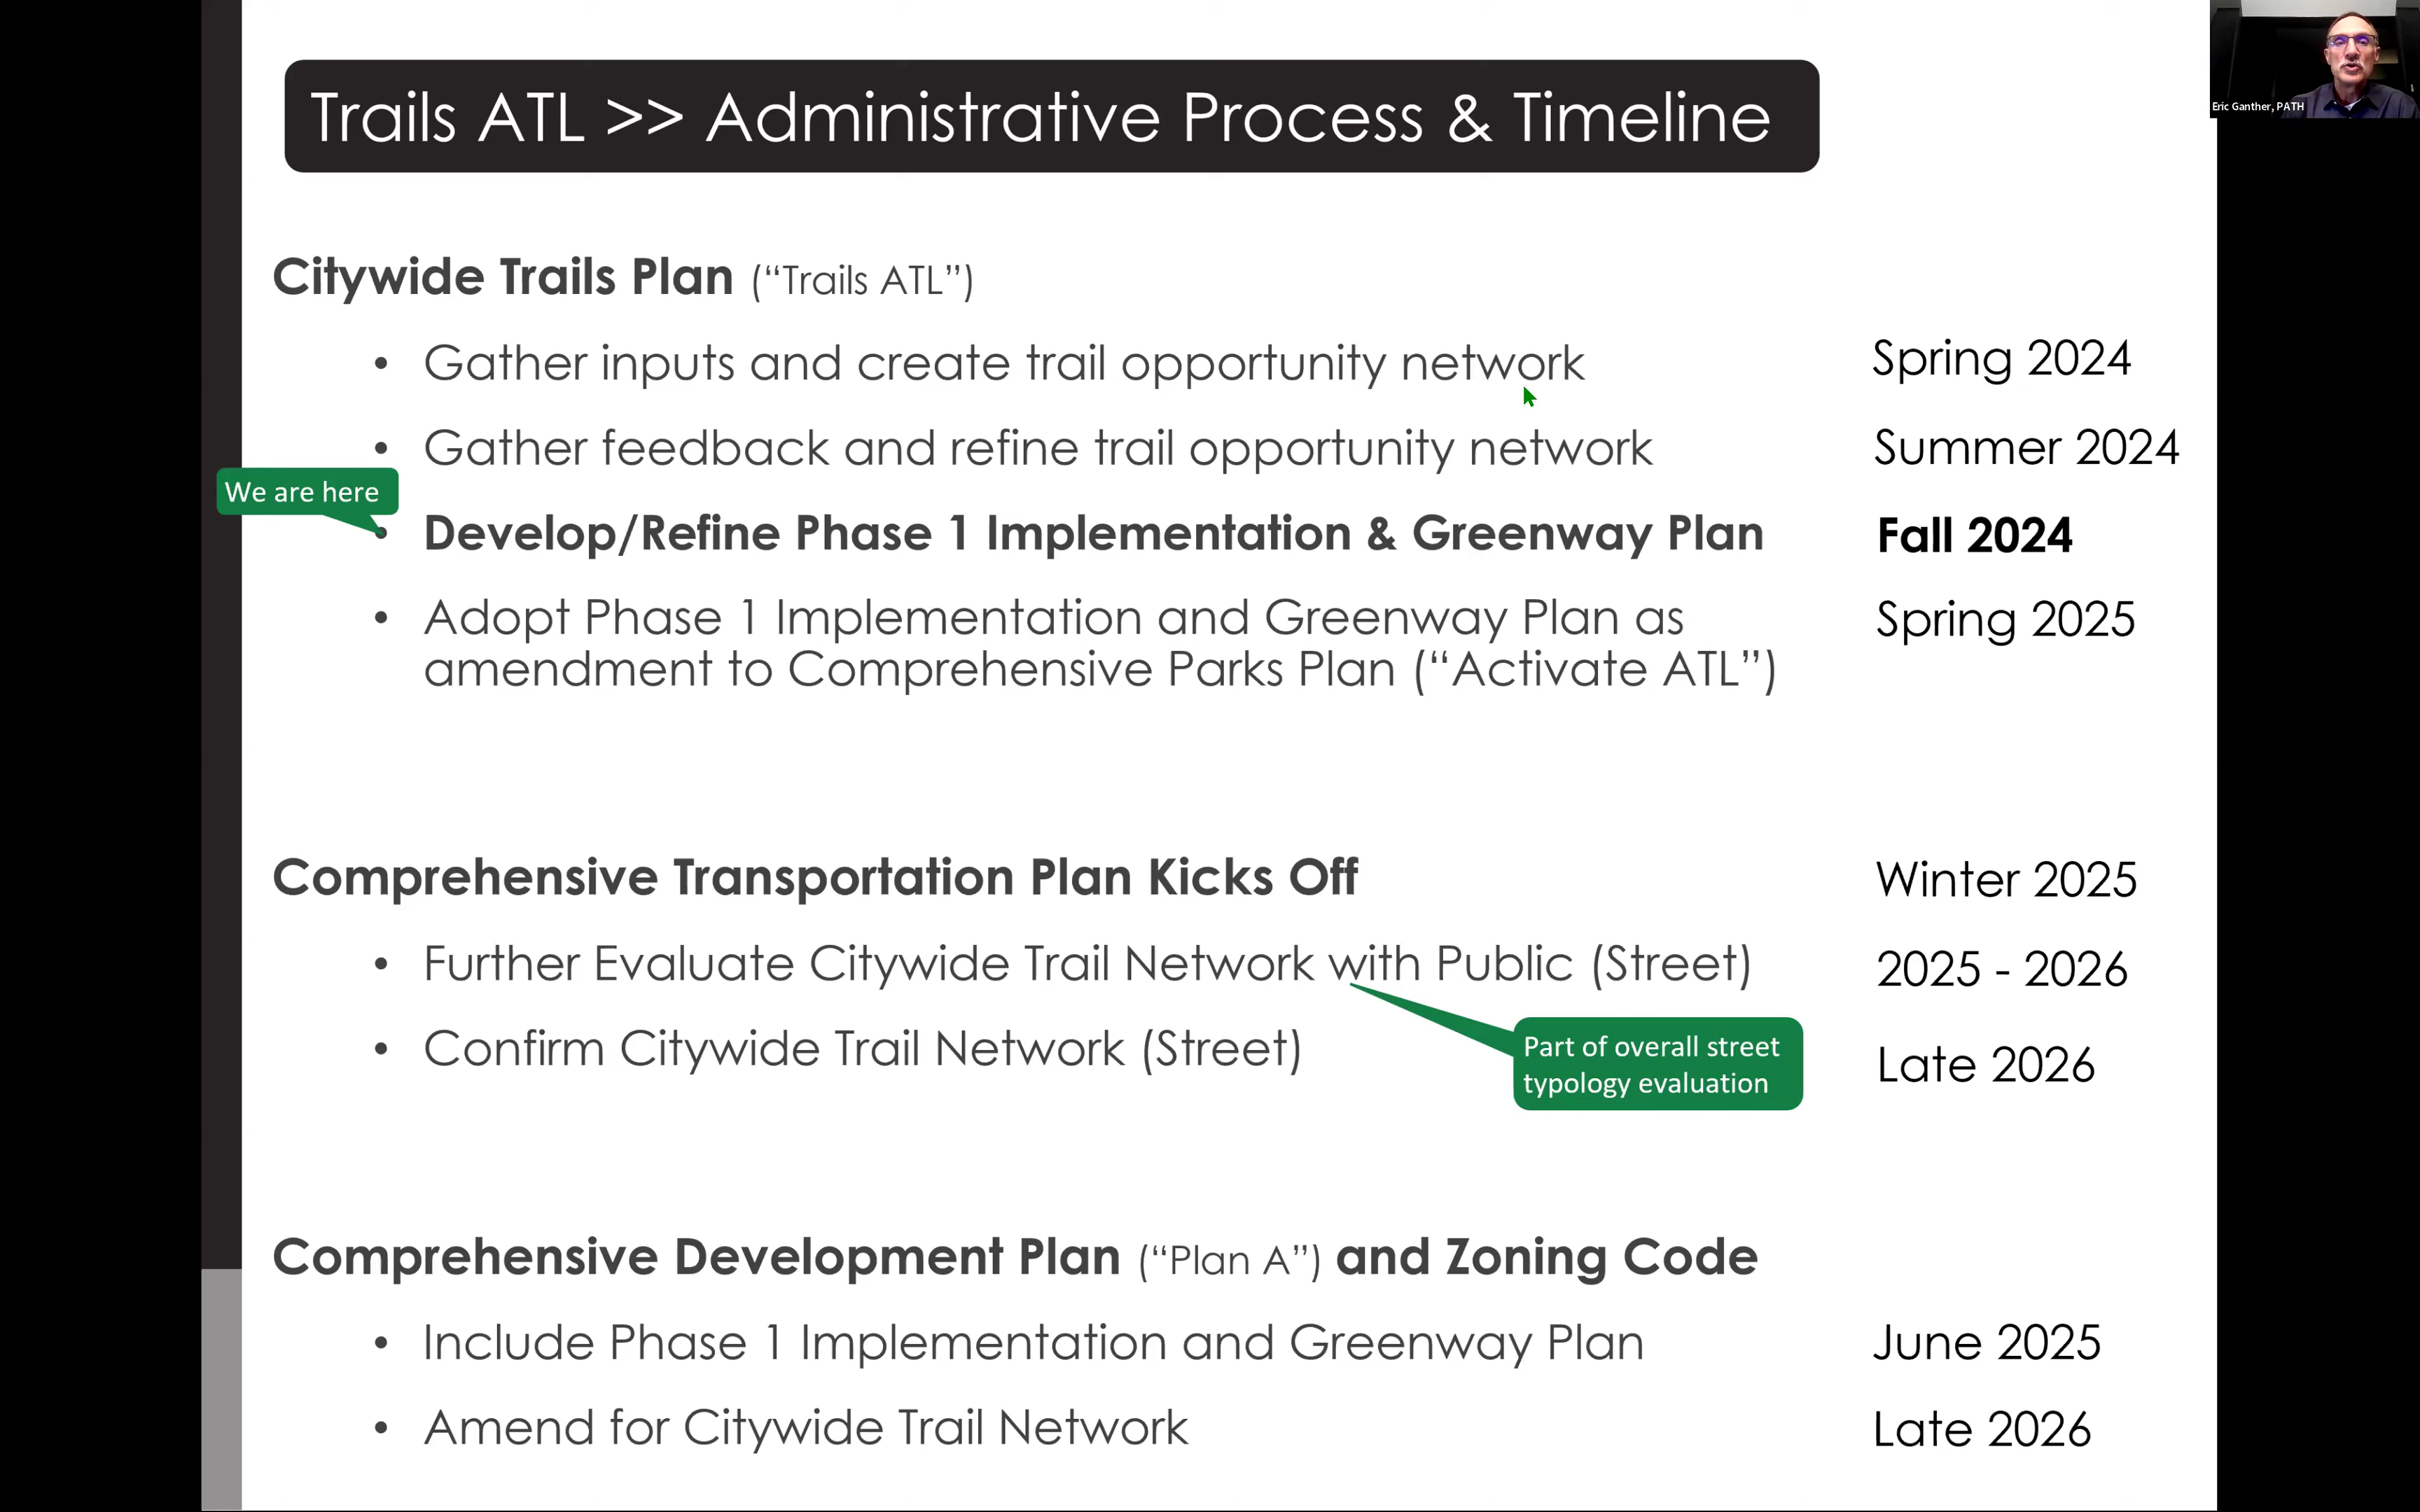 Eric Ganther, PATH
Trails ATL >> Administrative Process & Timeline
Citywide Trails Plan (“Trails ATL”)
• Gather inputs and create trail opportunity network Spring 2024
• Gather feedback and refine trail opportunity network Summer 2024
We are here
• Develop/Refine Phase 1 Implementation & Greenway Plan Fall 2024
• Adopt Phase 1 Implementation and Greenway Plan as Spring 2025
amendment to Comprehensive Parks Plan (“Activate ATL”)
Comprehensive Transportation Plan Kicks Off Winter 2025
• Further Evaluate Citywide Trail Network with Public (Street) 2025 - 2026
• Confirm Citywide Trail Network (Street) Late 2026
Part of overall street
typology evaluation
Comprehensive Development Plan (“Plan A”) and Zoning Code
• Include Phase 1 Implementation and Greenway Plan June 2025
• Amend for Citywide Trail Network Late 2026